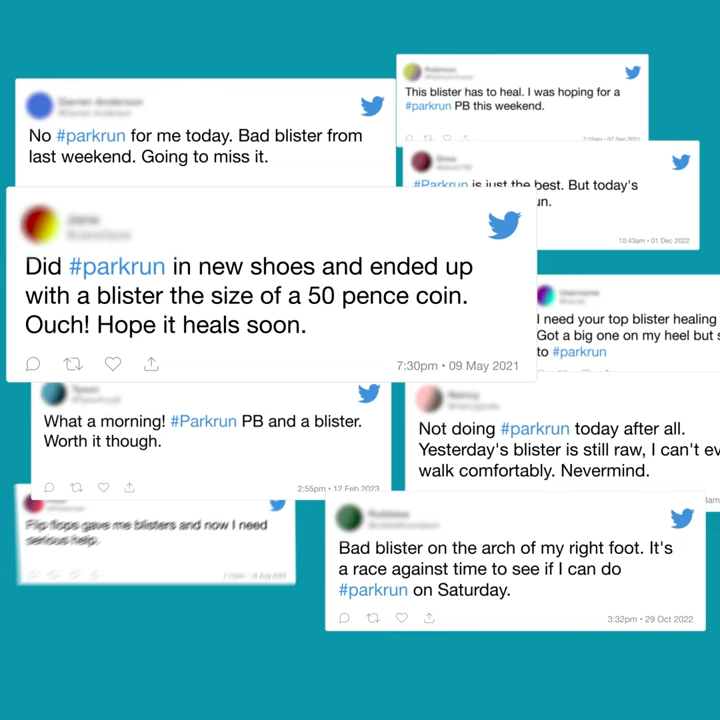 No #parkrun for me today. Bad blister from
last weekend. Going to miss it.
This blister has to heal. I was hoping for a
#parkrun PB this weekend.
#Parkrun is just the best. But today's
un.
10:43am • 01 Dec 2022
Did #parkrun in new shoes and ended up
with a blister the size of a 50 pence coin.
Ouch! Hope it heals soon.
7:30pm • 09 May 2021
I need your top blister healing
Got a big one on my heel but s
to #parkrun
What a morning! #Parkrun PB and a blister.
Worth it though.
2:55pm • 12 Feb 2023
Not doing #parkrun today after all.
Yesterday's blister is still raw, I can't ev
walk comfortably. Nevermind.
Flip flops gave me blisters and now I need
serious help.
Bad blister on the arch of my right foot. It's
a race against time to see if I can do
#parkrun on Saturday.
3:32pm • 29 Oct 2022